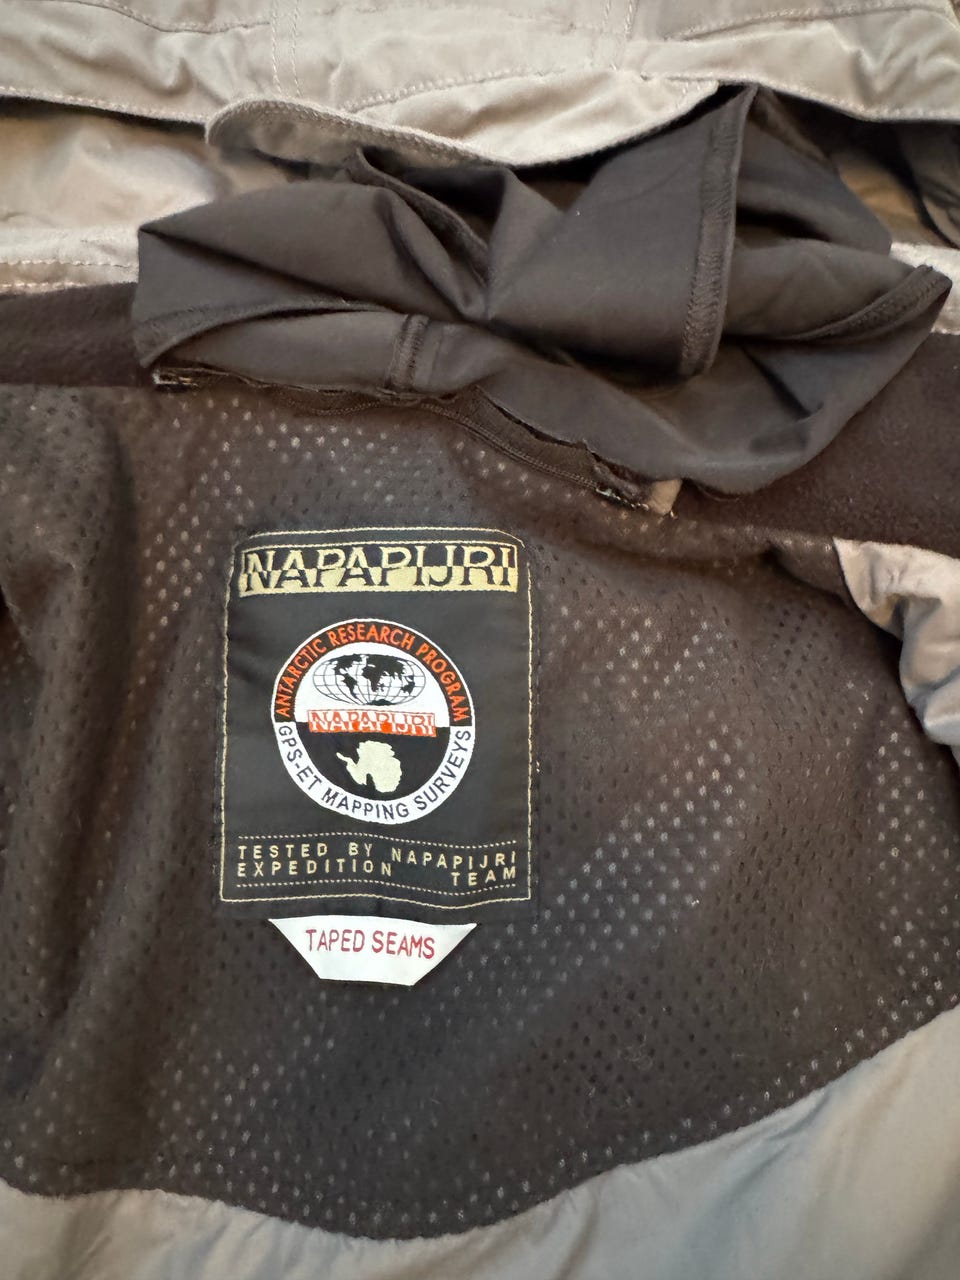 NAPAPIJRI
ANTARCTIC RESEARCH PROGRAM
NAPAPIJRI
GPS-ET MAPPING SURVEYS
TESTED BY NAPAPIJRI
EXPEDITION TEAM
TAPED SEAMS